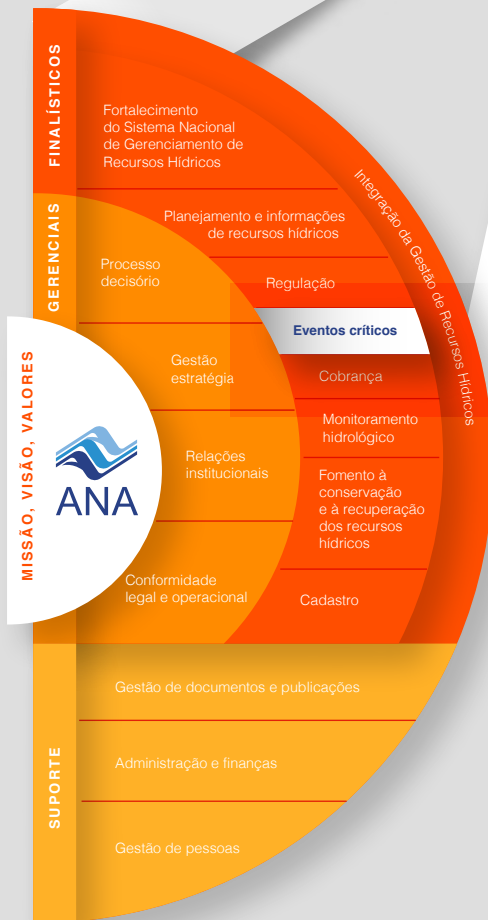 FINALÍSTICOS
Fortalecimento
do Sistema Nacional
de Gerenciamento de
Recursos Hídricos
Integração da Gestão de Recursos Hídricos
Planejamento e informações
de recursos hídricos
Regulação
Eventos críticos
Cobrança
Monitoramento
hidrológico
Fomento à
conservação
e à recuperação
dos recursos
hídricos
Cadastro
GERENCIAIS
Processo
decisório
Gestão
estratégia
Relações
institucionais
Conformidade
legal e operacional
MISSÃO, VISÃO, VALORES
ANA
SUPORTE
Gestão de documentos e publicações
Administração e finanças
Gestão de pessoas